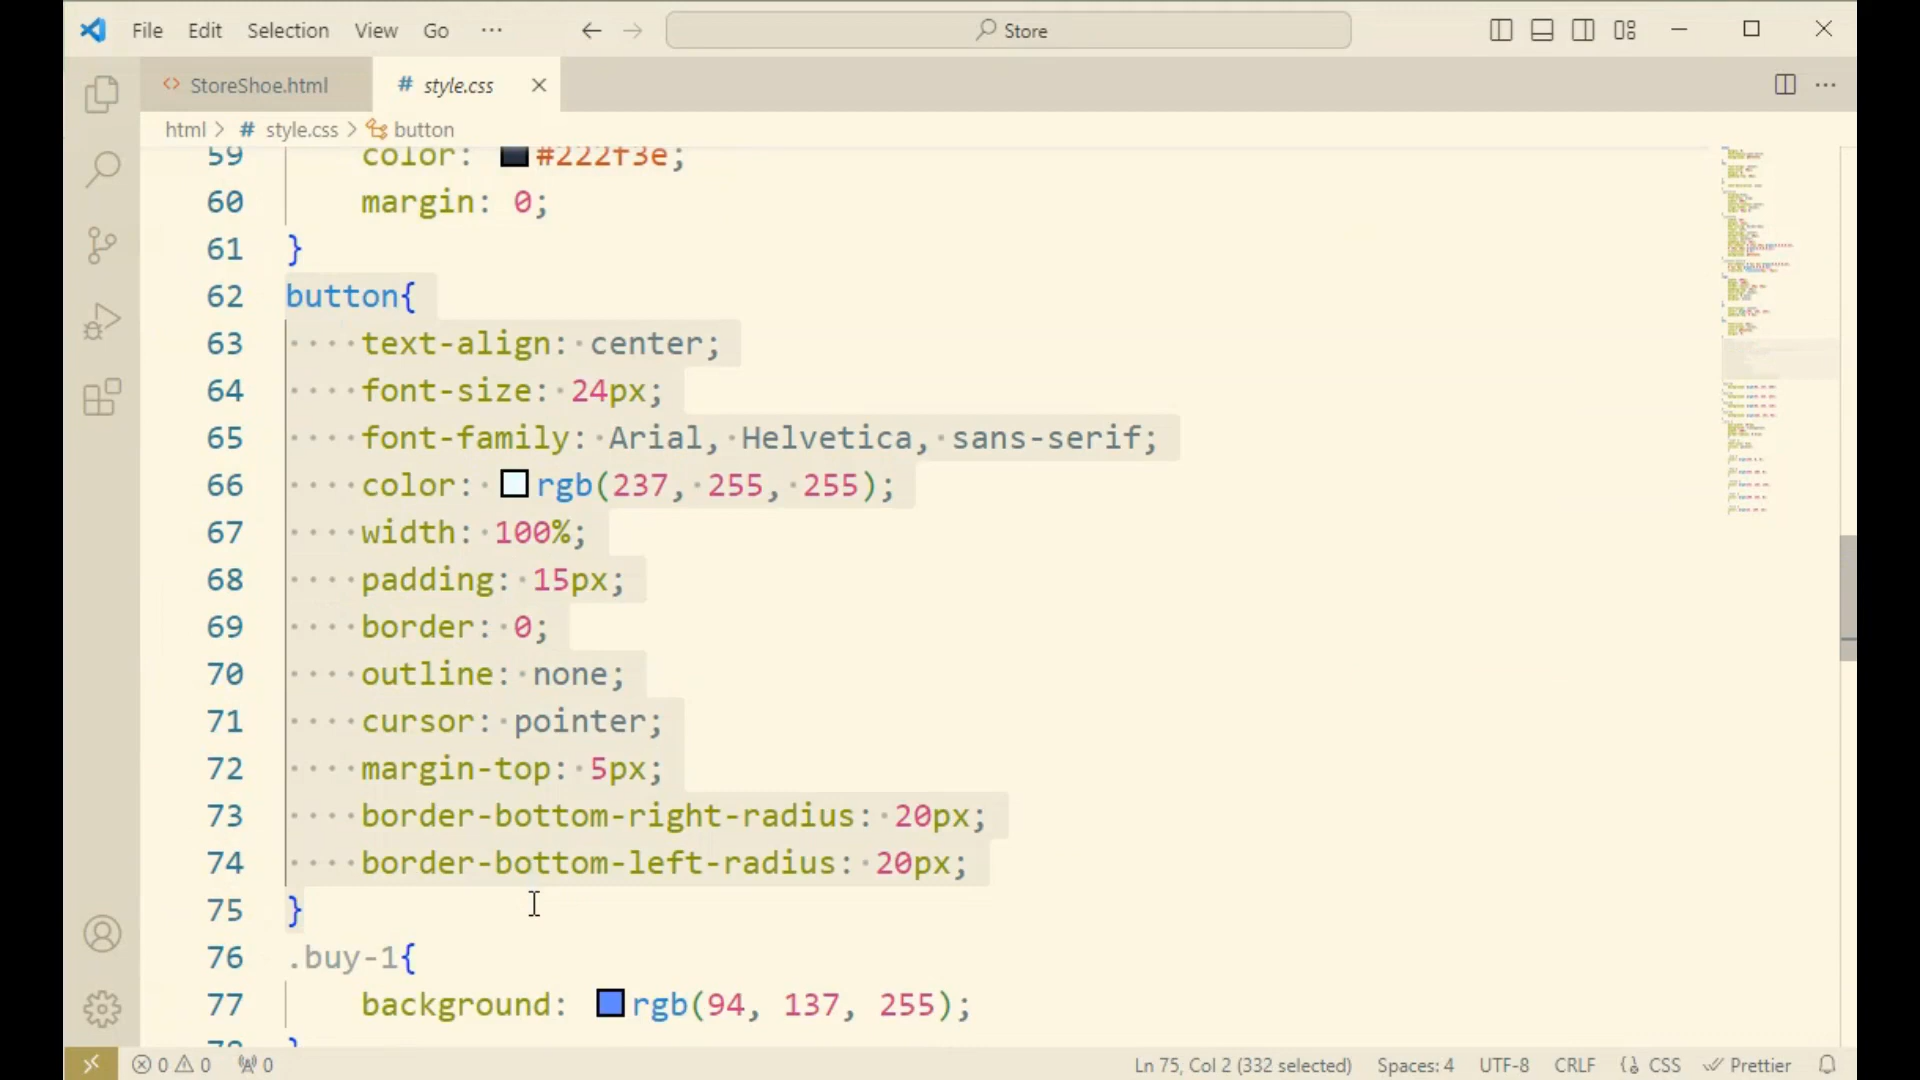 File Edit Selection View Go ··· Store
StoreShoe.html # style.css
html > # style.css > button
59 color: #222f3e;
60 margin: 0;
61 }
62 button{
63 text-align: center;
64 font-size: 24px;
65 font-family: Arial, Helvetica, sans-serif;
66 color: rgb(237, 255, 255);
67 width: 100%;
68 padding: 15px;
69 border: 0;
70 outline: none;
71 cursor: pointer;
72 margin-top: 5px;
73 border-bottom-right-radius: 20px;
74 border-bottom-left-radius: 20px;
75 }
76 .buy-1{
77 background: rgb(94, 137, 255);
78 }
0 0 0 Ln 75, Col 2 (332 selected) Spaces: 4 UTF-8 CRLF {} CSS Prettier